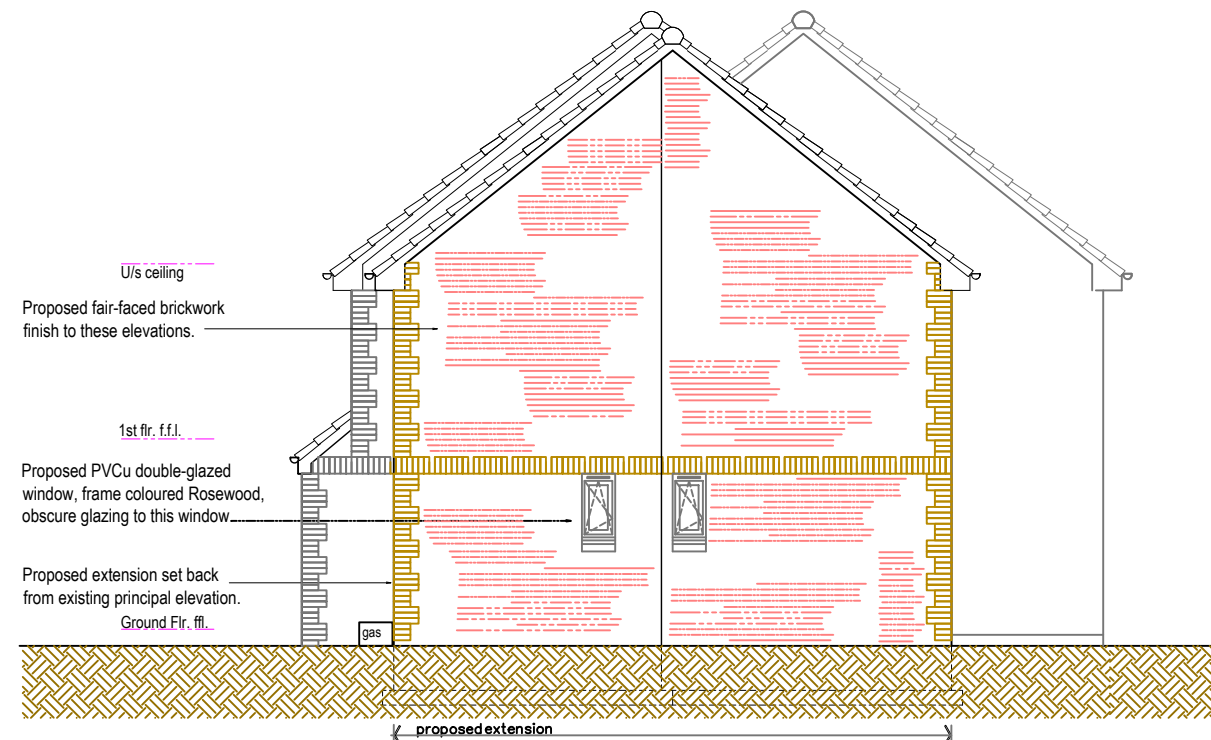 U/s ceiling
Proposed fair-faced brickwork
finish to these elevations.
1st flr. f.f.l.
Proposed PVCu double-glazed
window, frame coloured Rosewood,
obscure glazing to this window
Proposed extension set back
from existing principal elevation.
Ground Flr. ffl.
gas
proposed extension